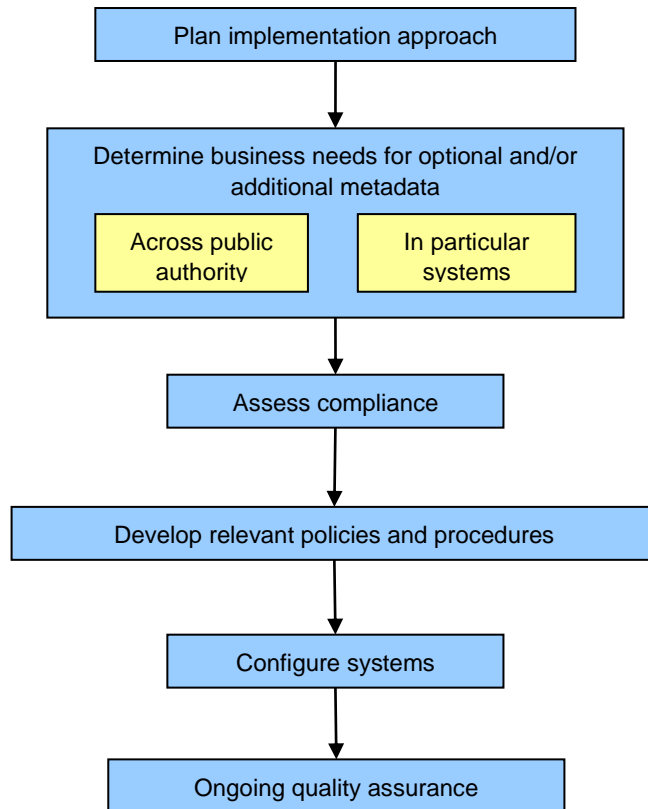 Plan implementation approach
Determine business needs for optional and/or
additional metadata
Across public
authority
In particular
systems
Assess compliance
Develop relevant policies and procedures
Configure systems
Ongoing quality assurance